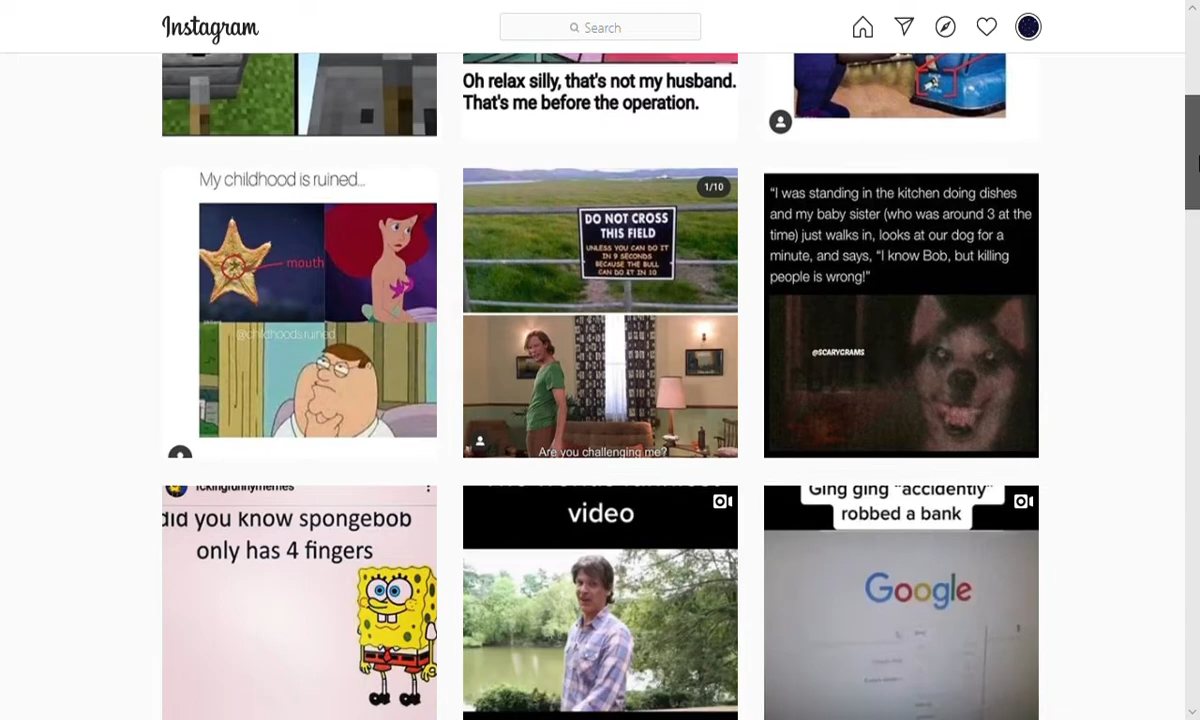 Instagram
Search
Oh relax silly, that's not my husband.
That's me before the operation.
My childhood is ruined...
mouth
@childhoodsruined
1/10
DO NOT CROSS
THIS FIELD
UNLESS YOU CAN DO IT
IN 9 SECONDS
BECAUSE THE BULL
CAN DO IT IN 10
Are you challenging me?
"I was standing in the kitchen doing dishes
and my baby sister (who was around 3 at the
time) just walks in, looks at our dog for a
minute, and says, "I know Bob, but killing
people is wrong!"
@SCARYGRAMS
did you know spongebob
only has 4 fingers
video
Ging ging "accidently"
robbed a bank
Google